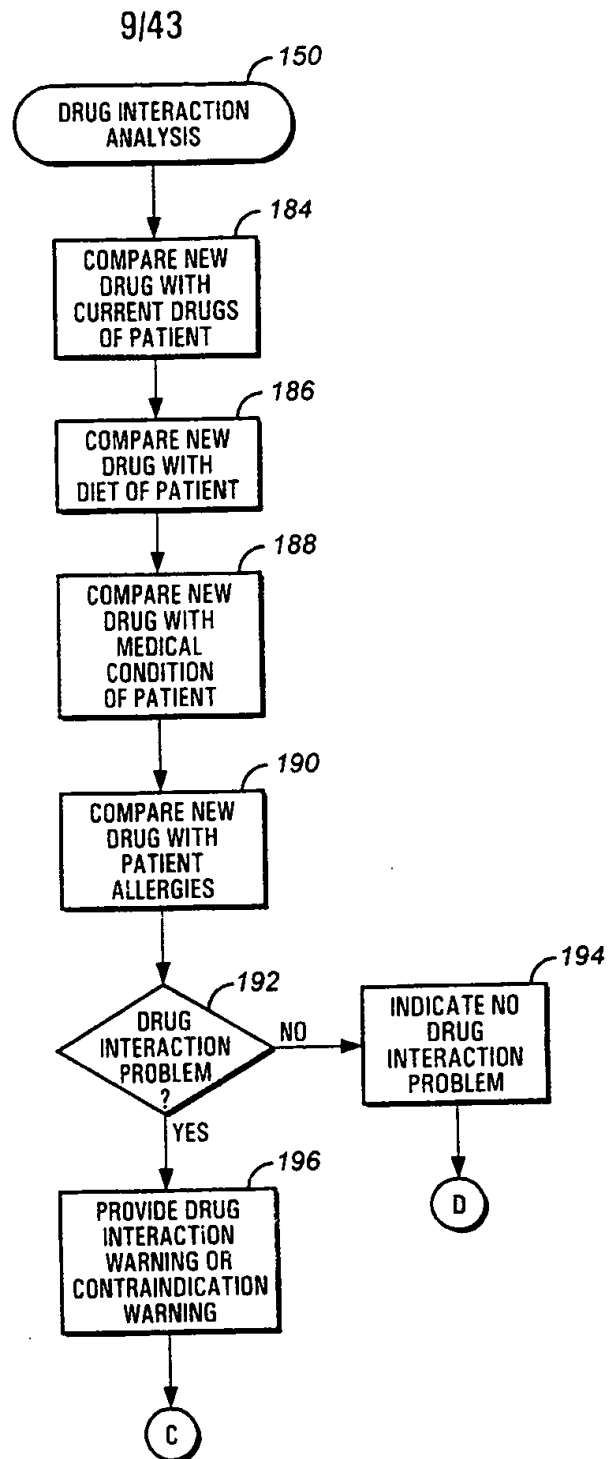 9/43
150
DRUG INTERACTION
ANALYSIS
184
COMPARE NEW
DRUG WITH
CURRENT DRUGS
OF PATIENT
186
COMPARE NEW
DRUG WITH
DIET OF PATIENT
188
COMPARE NEW
DRUG WITH
MEDICAL
CONDITION
OF PATIENT
190
COMPARE NEW
DRUG WITH
PATIENT
ALLERGIES
192
DRUG
INTERACTION
PROBLEM
?
NO
YES
194
INDICATE NO
DRUG
INTERACTION
PROBLEM
D
196
PROVIDE DRUG
INTERACTION
WARNING OR
CONTRAINDICATION
WARNING
C